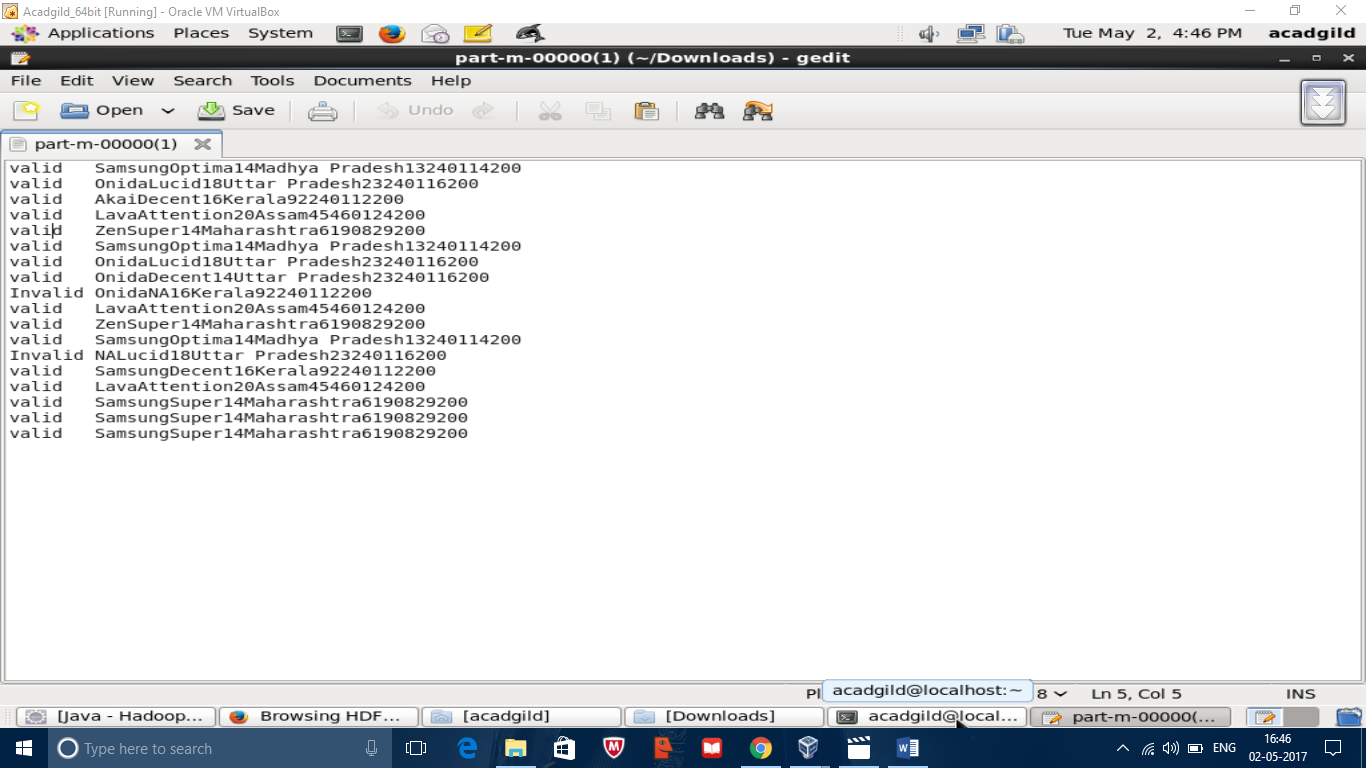 Acadgild_64bit [Running] - Oracle VM VirtualBox
Applications Places System Tue May 2, 4:46 PM acadgild
part-m-00000(1) (~/Downloads) - gedit
File Edit View Search Tools Documents Help
Open Save Undo
part-m-00000(1)
valid SamsungOptima14Madhya Pradesh13240114200
valid OnidaLucid18Uttar Pradesh23240116200
valid AkaiDecent16Kerala92240112200
valid LavaAttention20Assam45460124200
valid ZenSuper14Maharashtra6190829200
valid SamsungOptima14Madhya Pradesh13240114200
valid OnidaLucid18Uttar Pradesh23240116200
valid OnidaDecent14Uttar Pradesh23240116200
Invalid OnidaNA16Kerala92240112200
valid LavaAttention20Assam45460124200
valid ZenSuper14Maharashtra6190829200
valid SamsungOptima14Madhya Pradesh13240114200
Invalid NALucid18Uttar Pradesh23240116200
valid SamsungDecent16Kerala92240112200
valid LavaAttention20Assam45460124200
valid SamsungSuper14Maharashtra6190829200
valid SamsungSuper14Maharashtra6190829200
valid SamsungSuper14Maharashtra6190829200
Pl acadgild@localhost:~ 8 Ln 5, Col 5 INS
[Java - Hadoop... Browsing HDF... [acadgild] [Downloads] acadgild@local... part-m-00000(...
Type here to search ENG 16:46
02-05-2017